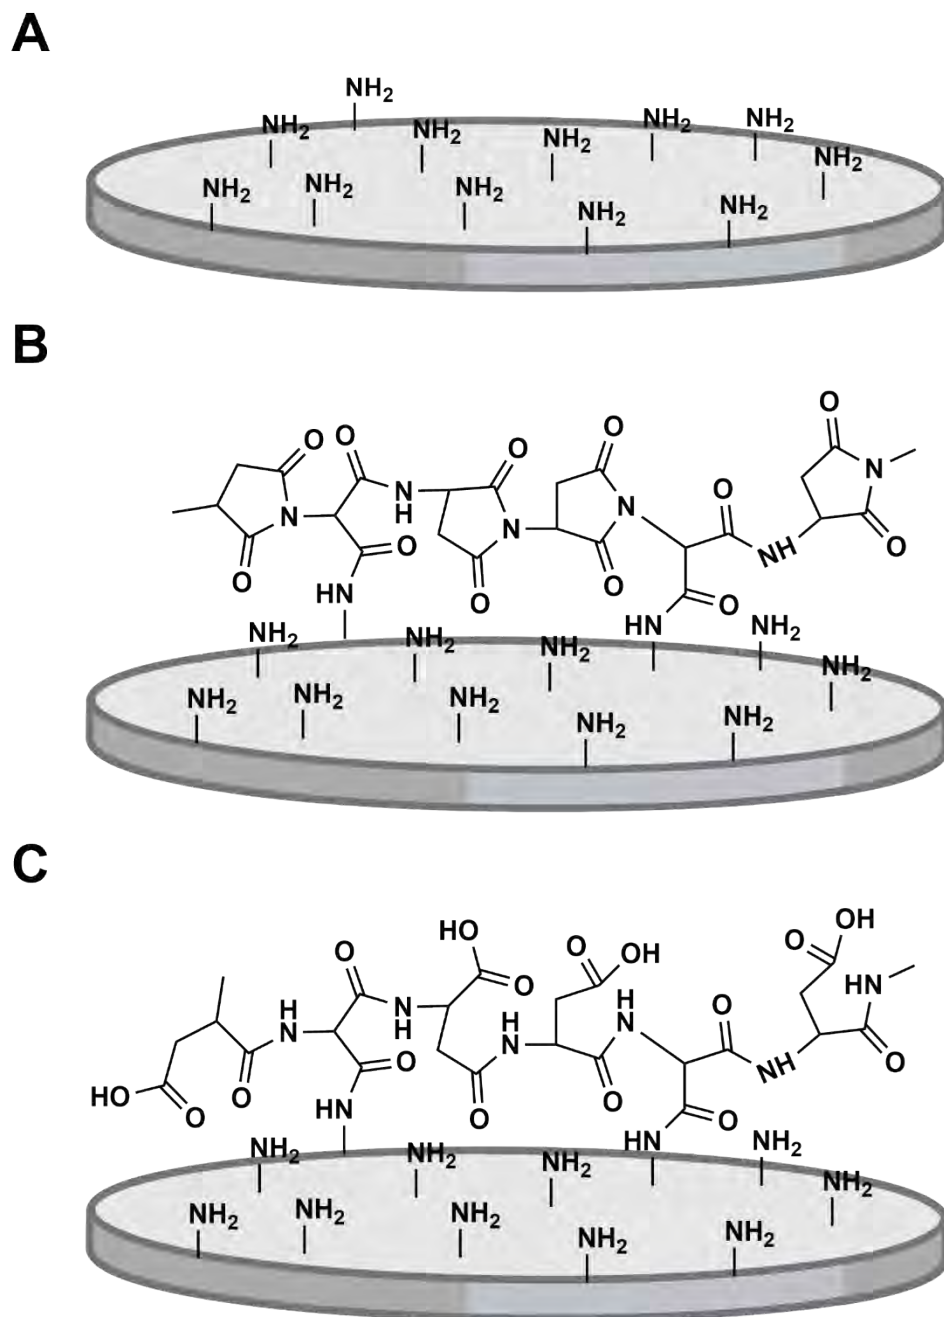 A
NH2
NH2 NH2 NH2 NH2 NH2 NH2
NH2 NH2 NH2 NH2 NH2
B
O O O O O O
N N H N N O N
O O O O NH O
HN O HN O
NH2 NH2 NH2 NH2 NH2
NH2 NH2 NH2 NH2 NH2
C
HO O OH O OH
O O HN
H N N H O H N H N O
HO O O O O O NH O
HN HN O
NH2 NH2 NH2 NH2 NH2
NH2 NH2 NH2 NH2 NH2